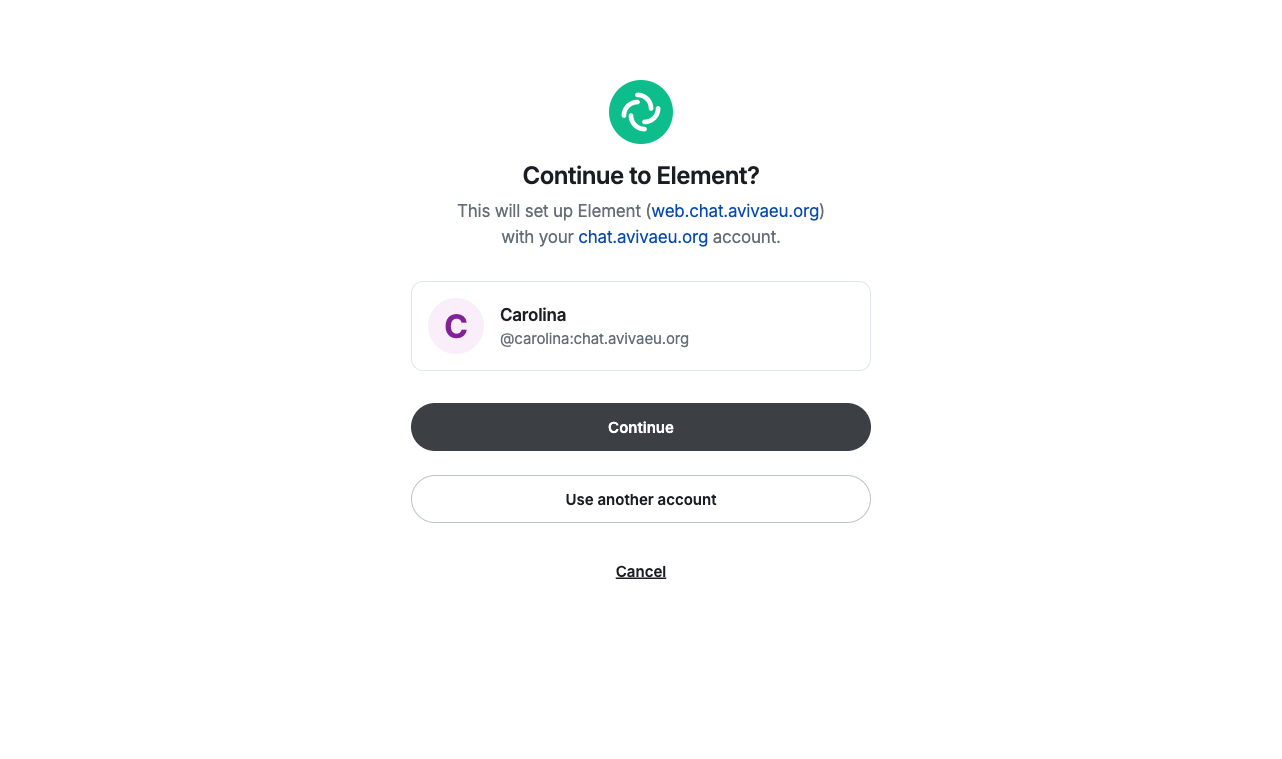 Continue to Element?
This will set up Element (web.chat.avivaeu.org)
with your chat.avivaeu.org account.
C
Carolina
@carolina:chat.avivaeu.org
Continue
Use another account
Cancel